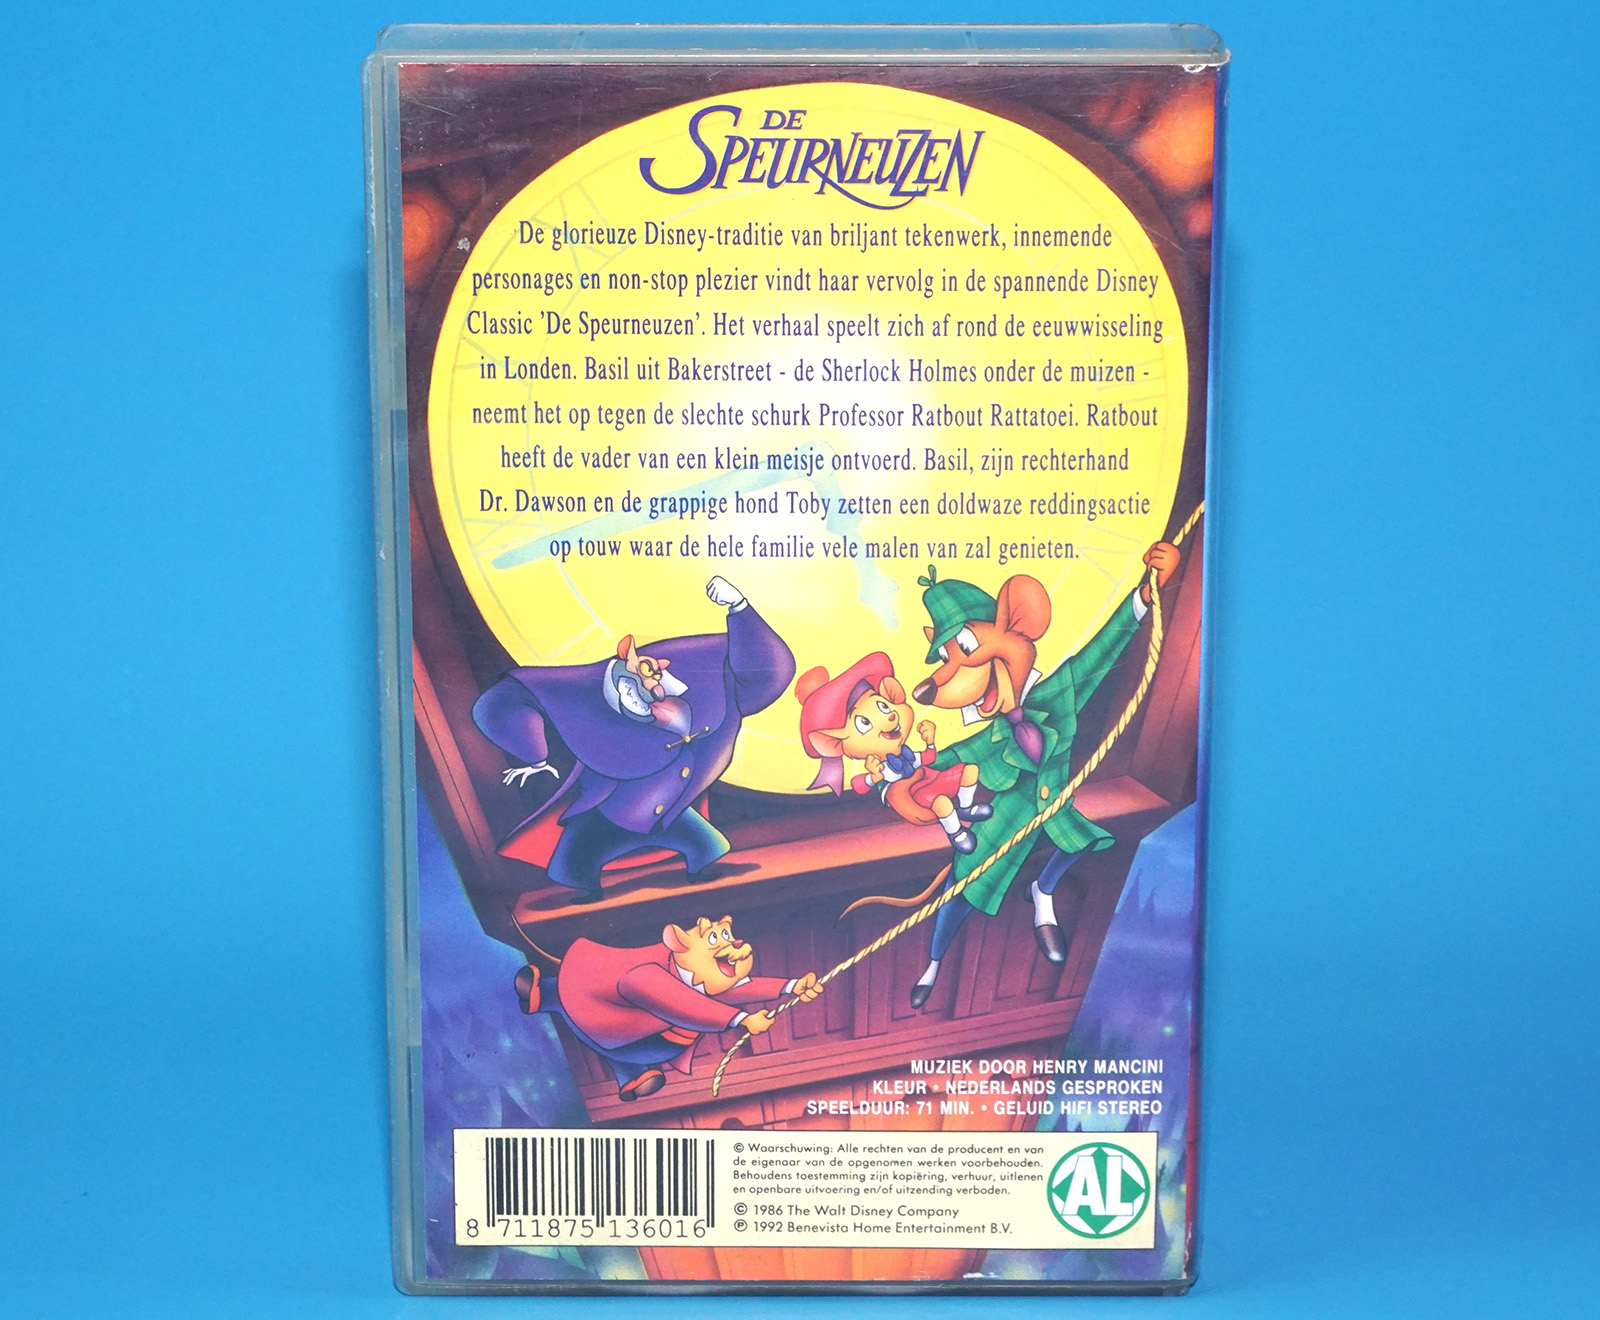 DE
SPEURNEUZEN
De glorieuze Disney-traditie van briljant tekenwerk, innemende
personages en non-stop plezier vindt haar vervolg in de spannende Disney
Classic 'De Speurneuzen'. Het verhaal speelt zich af rond de eeuwwisseling
in Londen. Basil uit Bakerstreet - de Sherlock Holmes onder de muizen -
neemt het op tegen de slechte schurk Professor Ratbout Rattatoei. Ratbout
heeft de vader van een klein meisje ontvoerd. Basil, zijn rechterhand
Dr. Dawson en de grappige hond Toby zetten een doldwaze reddingsactie
op touw waar de hele familie vele malen van zal genieten.
MUZIEK DOOR HENRY MANCINI
KLEUR • NEDERLANDS GESPROKEN
SPEELDUUR: 71 MIN. • GELUID HIFI STEREO
© Waarschuwing: Alle rechten van de producent en van
de eigenaar van de opgenomen werken voorbehouden.
Behoudens toestemming zijn kopiëring, verhuur, uitlenen
en openbare uitvoering en/of uitzending verboden.
© 1986 The Walt Disney Company
℗ 1992 Benevista Home Entertainment B.V.
8 711875 136016
AL